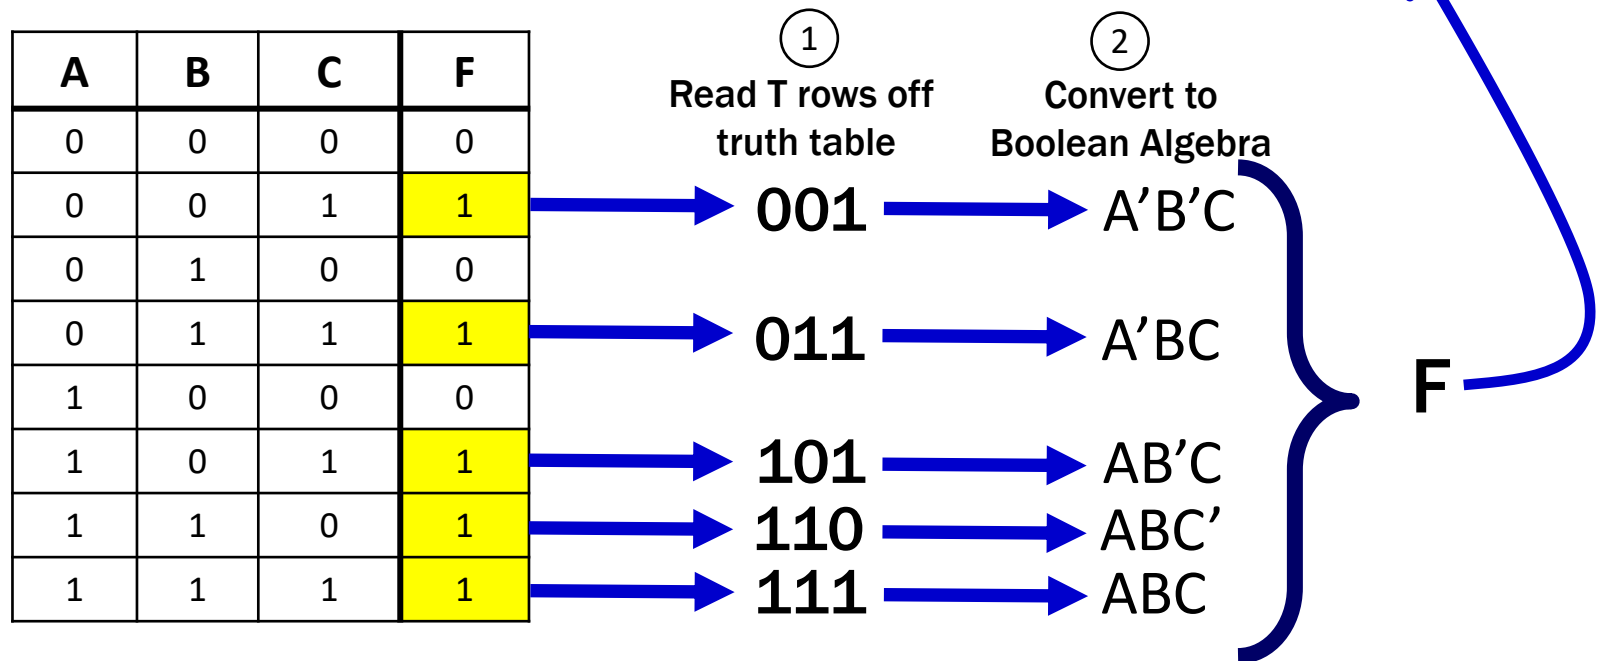 1
2
Read T rows off
truth table
Convert to
Boolean Algebra
A B C F
0 0 0 0
0 0 1 1 001 A’B’C
0 1 0 0
0 1 1 1 011 A’BC
1 0 0 0
F
1 0 1 1 101 AB’C
1 1 0 1 110 ABC’
1 1 1 1 111 ABC